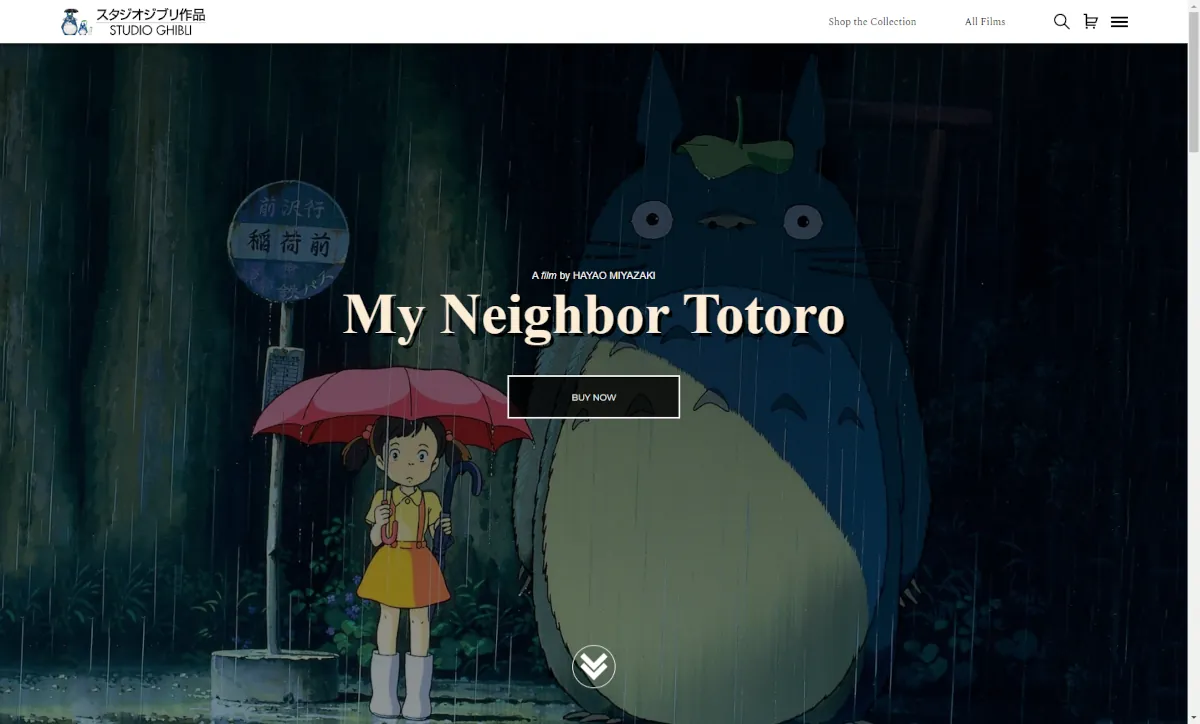 スタジオジブリ作品
STUDIO GHIBLI
Shop the Collection
All Films
前沢行
稲荷前
A film by HAYAO MIYAZAKI
My Neighbor Totoro
BUY NOW